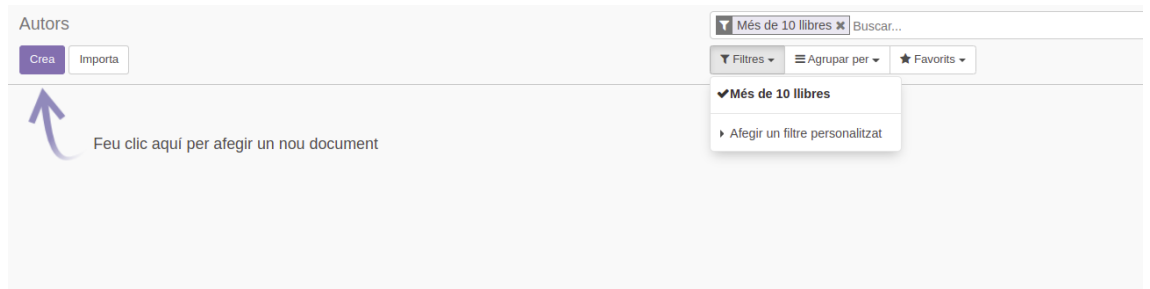 Autors
Més de 10 llibres ✖ Buscar...
Crea Importa
Filtres Agrupar per Favorits
Més de 10 llibres
Afegir un filtre personalitzat
Feu clic aquí per afegir un nou document